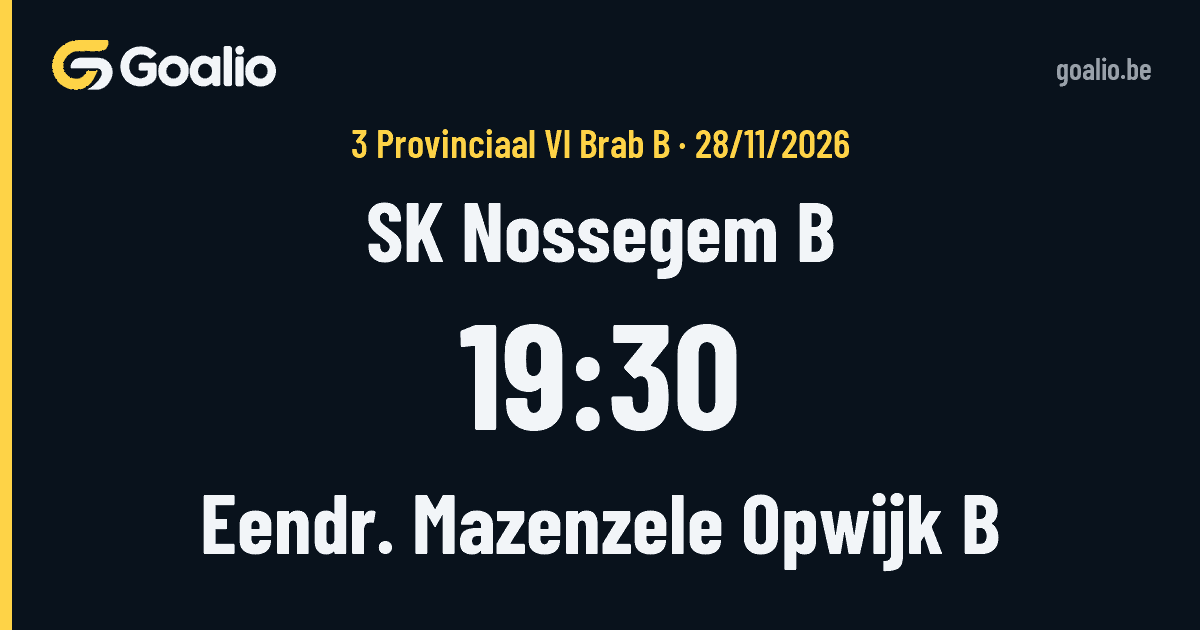 Goalio
goalio.be
3 Provinciaal Vl Brab B · 28/11/2026
SK Nossegem B
19:30
Eendr. Mazenzele Opwijk B